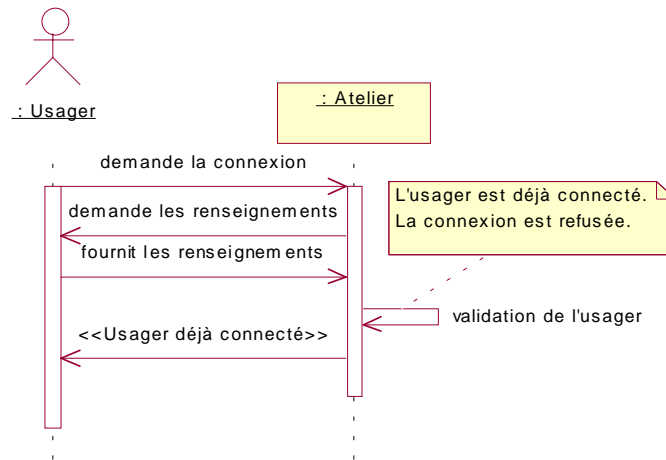 : Usager
: Atelier
demande la connexion
L'usager est déjà connecté.
La connexion est refusée.
demande les renseignements
fournit les renseignements
validation de l'usager
<<Usager déjà connecté>>